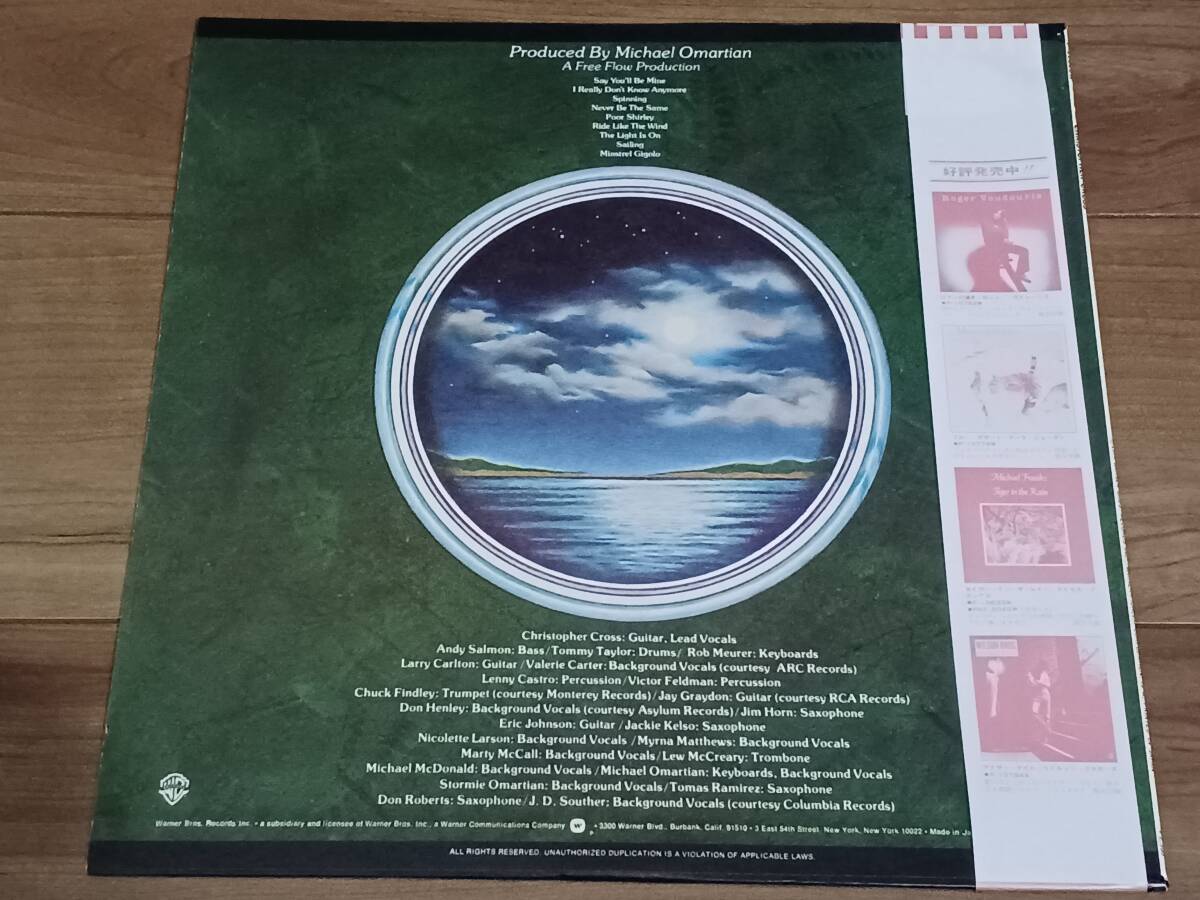 Produced By Michael Omartian
A Free Flow Production
Say You'll Be Mine
I Really Don't Know Anymore
Spinning
Never Be The Same
Poor Shirley
Ride Like The Wind
The Light Is On
Sailing
Minstrel Gigolo
好評発売中!!
Roger Voudouris
Michael Franks
Tiger in the Rain
Christopher Cross: Guitar, Lead Vocals
Andy Salmon: Bass/Tommy Taylor: Drums/ Rob Meurer: Keyboards
Larry Carlton: Guitar/Valerie Carter: Background Vocals (courtesy ARC Records)
Lenny Castro: Percussion/Victor Feldman: Percussion
Chuck Findley: Trumpet (courtesy Monterey Records)/Jay Graydon: Guitar (courtesy RCA Records)
Don Henley: Background Vocals (courtesy Asylum Records)/Jim Horn: Saxophone
Eric Johnson: Guitar/Jackie Kelso: Saxophone
Nicolette Larson: Background Vocals/Myrna Matthews: Background Vocals
Marty McCall: Background Vocals/Lew McCreary: Trombone
Michael McDonald: Background Vocals/Michael Omartian: Keyboards, Background Vocals
Stormie Omartian: Background Vocals/Tomas Ramirez: Saxophone
Don Roberts: Saxophone/J. D. Souther: Background Vocals (courtesy Columbia Records)
Warner Bros. Records Inc. • a subsidiary and licensee of Warner Bros. Inc., a Warner Communications Company • 3300 Warner Blvd., Burbank, Calif. 91510 • 3 East 54th Street, New York, New York 10022 • Made in Ja
ALL RIGHTS RESERVED. UNAUTHORIZED DUPLICATION IS A VIOLATION OF APPLICABLE LAWS.